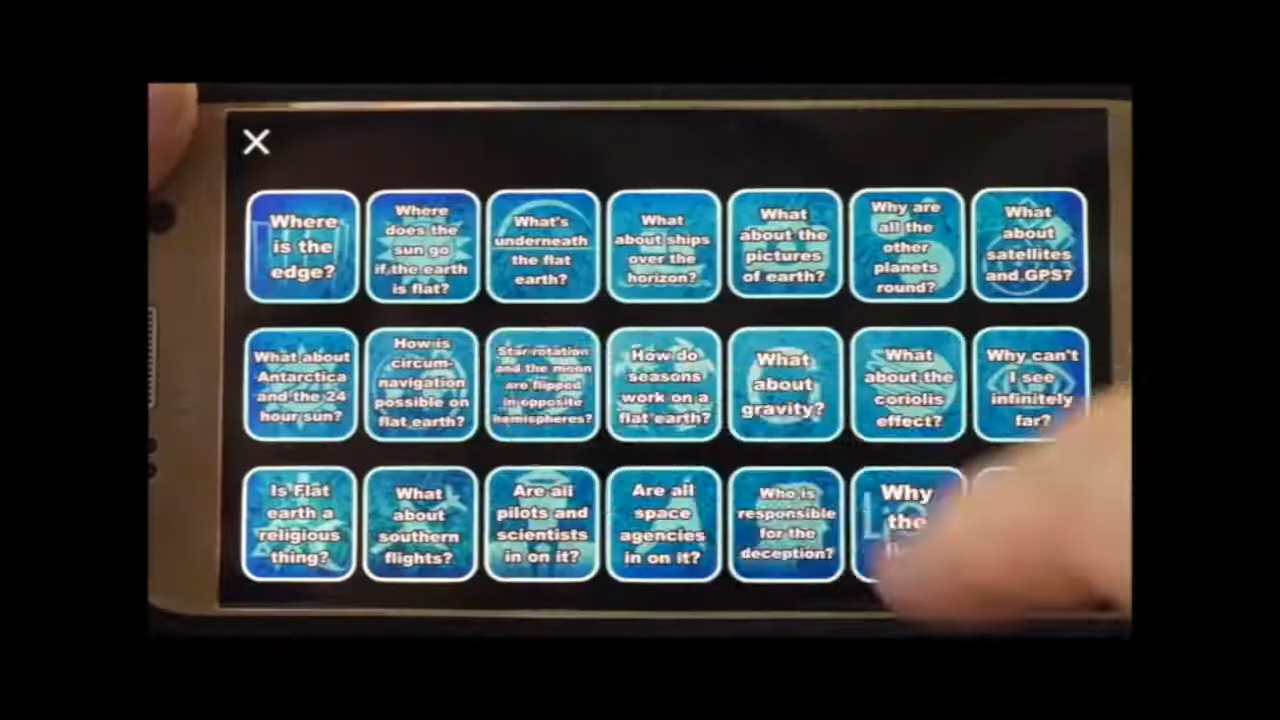 Where
is the
edge?
Where
does the
sun go
if the earth
is flat?
What's
underneath
the flat
earth?
What
about ships
over the
horizon?
What
about the
pictures
of earth?
Why are
all the
other
planets
round?
What
about
satellites
and GPS?
What about
Antarctica
and the 24
hour sun?
How is
circum-
navigation
possible on
flat earth?
Star rotation
and the moon
are flipped
in opposite
hemispheres?
How do
seasons
work on a
flat earth?
What
about
gravity?
What
about the
coriolis
effect?
Why can't
I see
infinitely
far?
Is Flat
earth a
religious
thing?
What
about
southern
flights?
Are all
pilots and
scientists
in on it?
Are all
space
agencies
in on it?
Who is
responsible
for the
deception?
Why
the